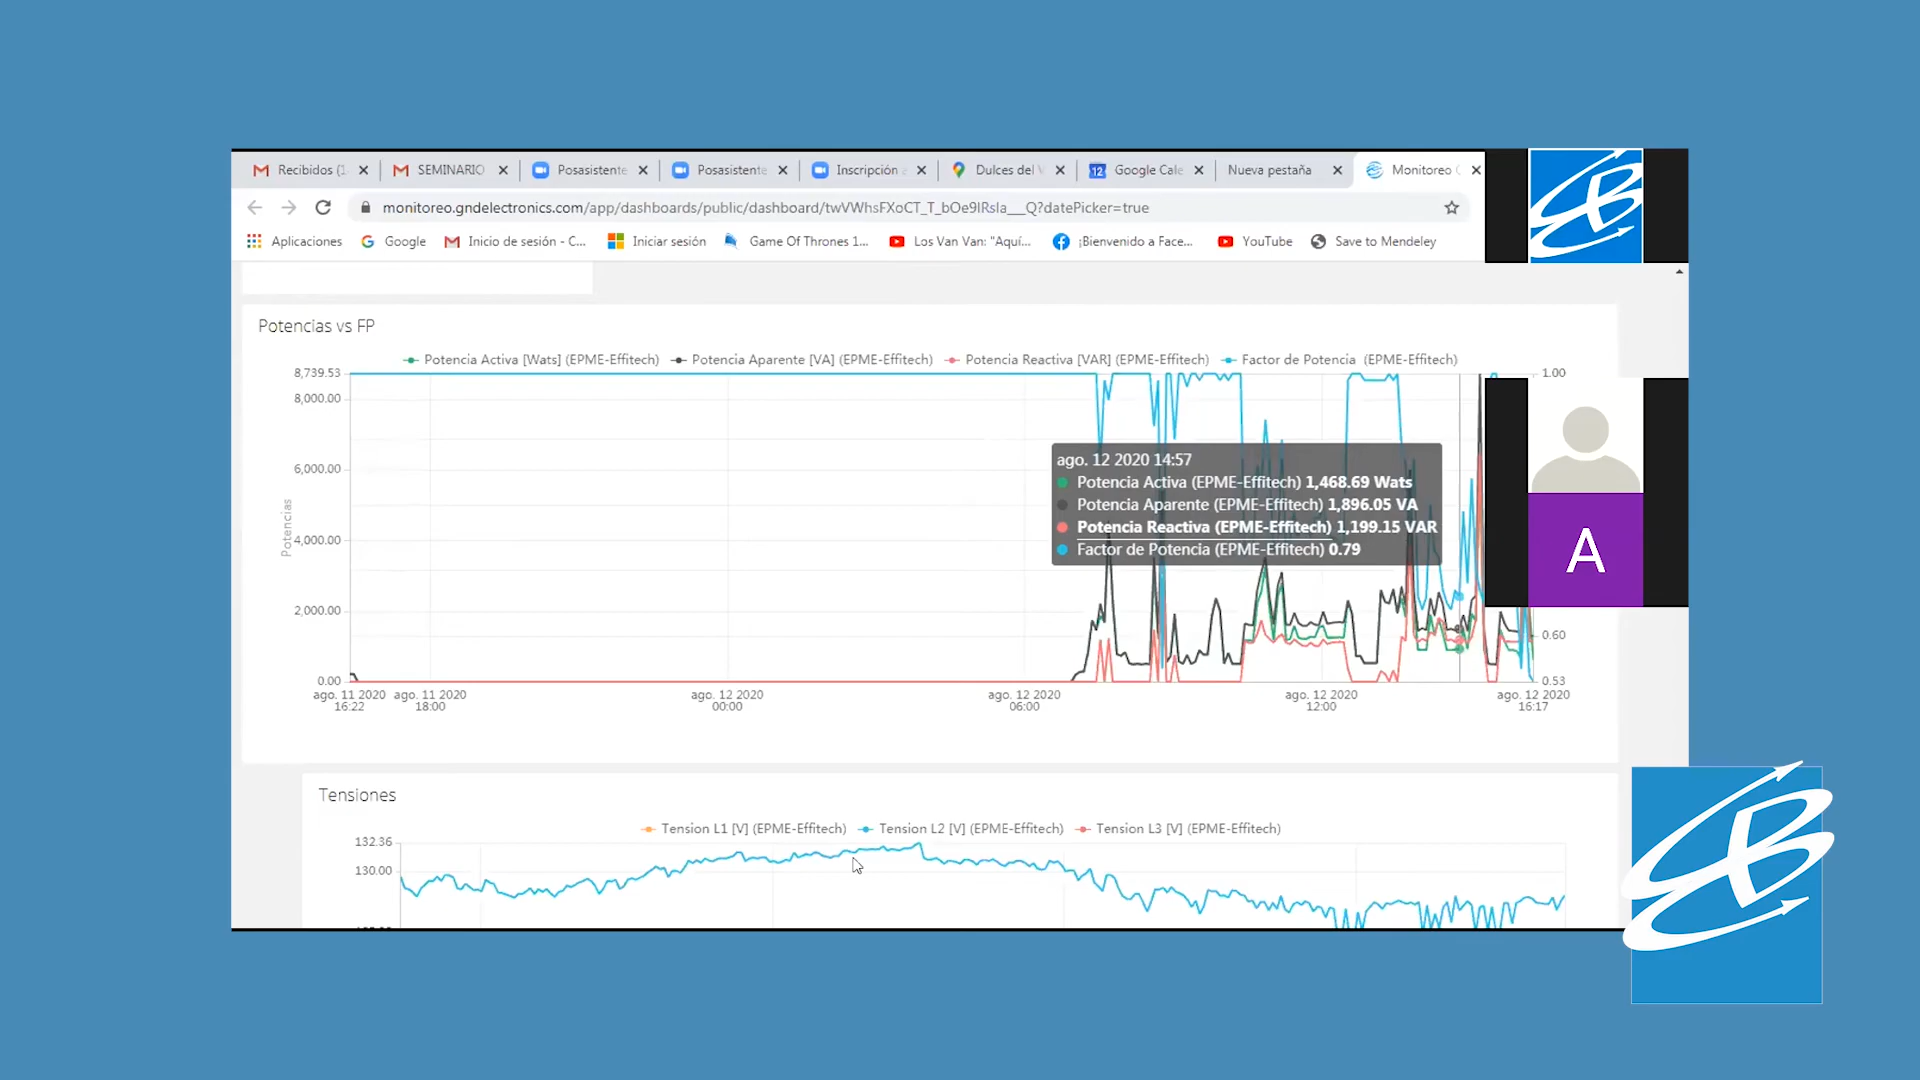 Recibidos (1
SEMINARIO
Posasistente
Posasistente
Inscripción
Dulces del
Google Cale
Nueva pestaña
Monitoreo
monitoreo.gndelectronics.com/app/dashboards/public/dashboard/twVWhsFXoCT_T_bOe9lRsla___Q?datePicker=true
Aplicaciones
Google
Inicio de sesión - C...
Iniciar sesión
Game Of Thrones 1...
Los Van Van: "Aquí...
¡Bienvenido a Face...
YouTube
Save to Mendeley
Potencias vs FP
Potencia Activa [Wats] (EPME-Effitech)
Potencia Aparente [VA] (EPME-Effitech)
Potencia Reactiva [VAR] (EPME-Effitech)
Factor de Potencia (EPME-Effitech)
8,739.53
8,000.00
6,000.00
4,000.00
2,000.00
0.00
Potencias
1.00
0.60
0.53
ago. 12 2020 14:57
Potencia Activa (EPME-Effitech) 1,468.69 Wats
Potencia Aparente (EPME-Effitech) 1,896.05 VA
Potencia Reactiva (EPME-Effitech) 1,199.15 VAR
Factor de Potencia (EPME-Effitech) 0.79
A
ago. 11 2020 16:22
ago. 11 2020 18:00
ago. 12 2020 00:00
ago. 12 2020 06:00
ago. 12 2020 12:00
ago. 12 2020 16:17
Tensiones
Tension L1 [V] (EPME-Effitech)
Tension L2 [V] (EPME-Effitech)
Tension L3 [V] (EPME-Effitech)
132.36
130.00